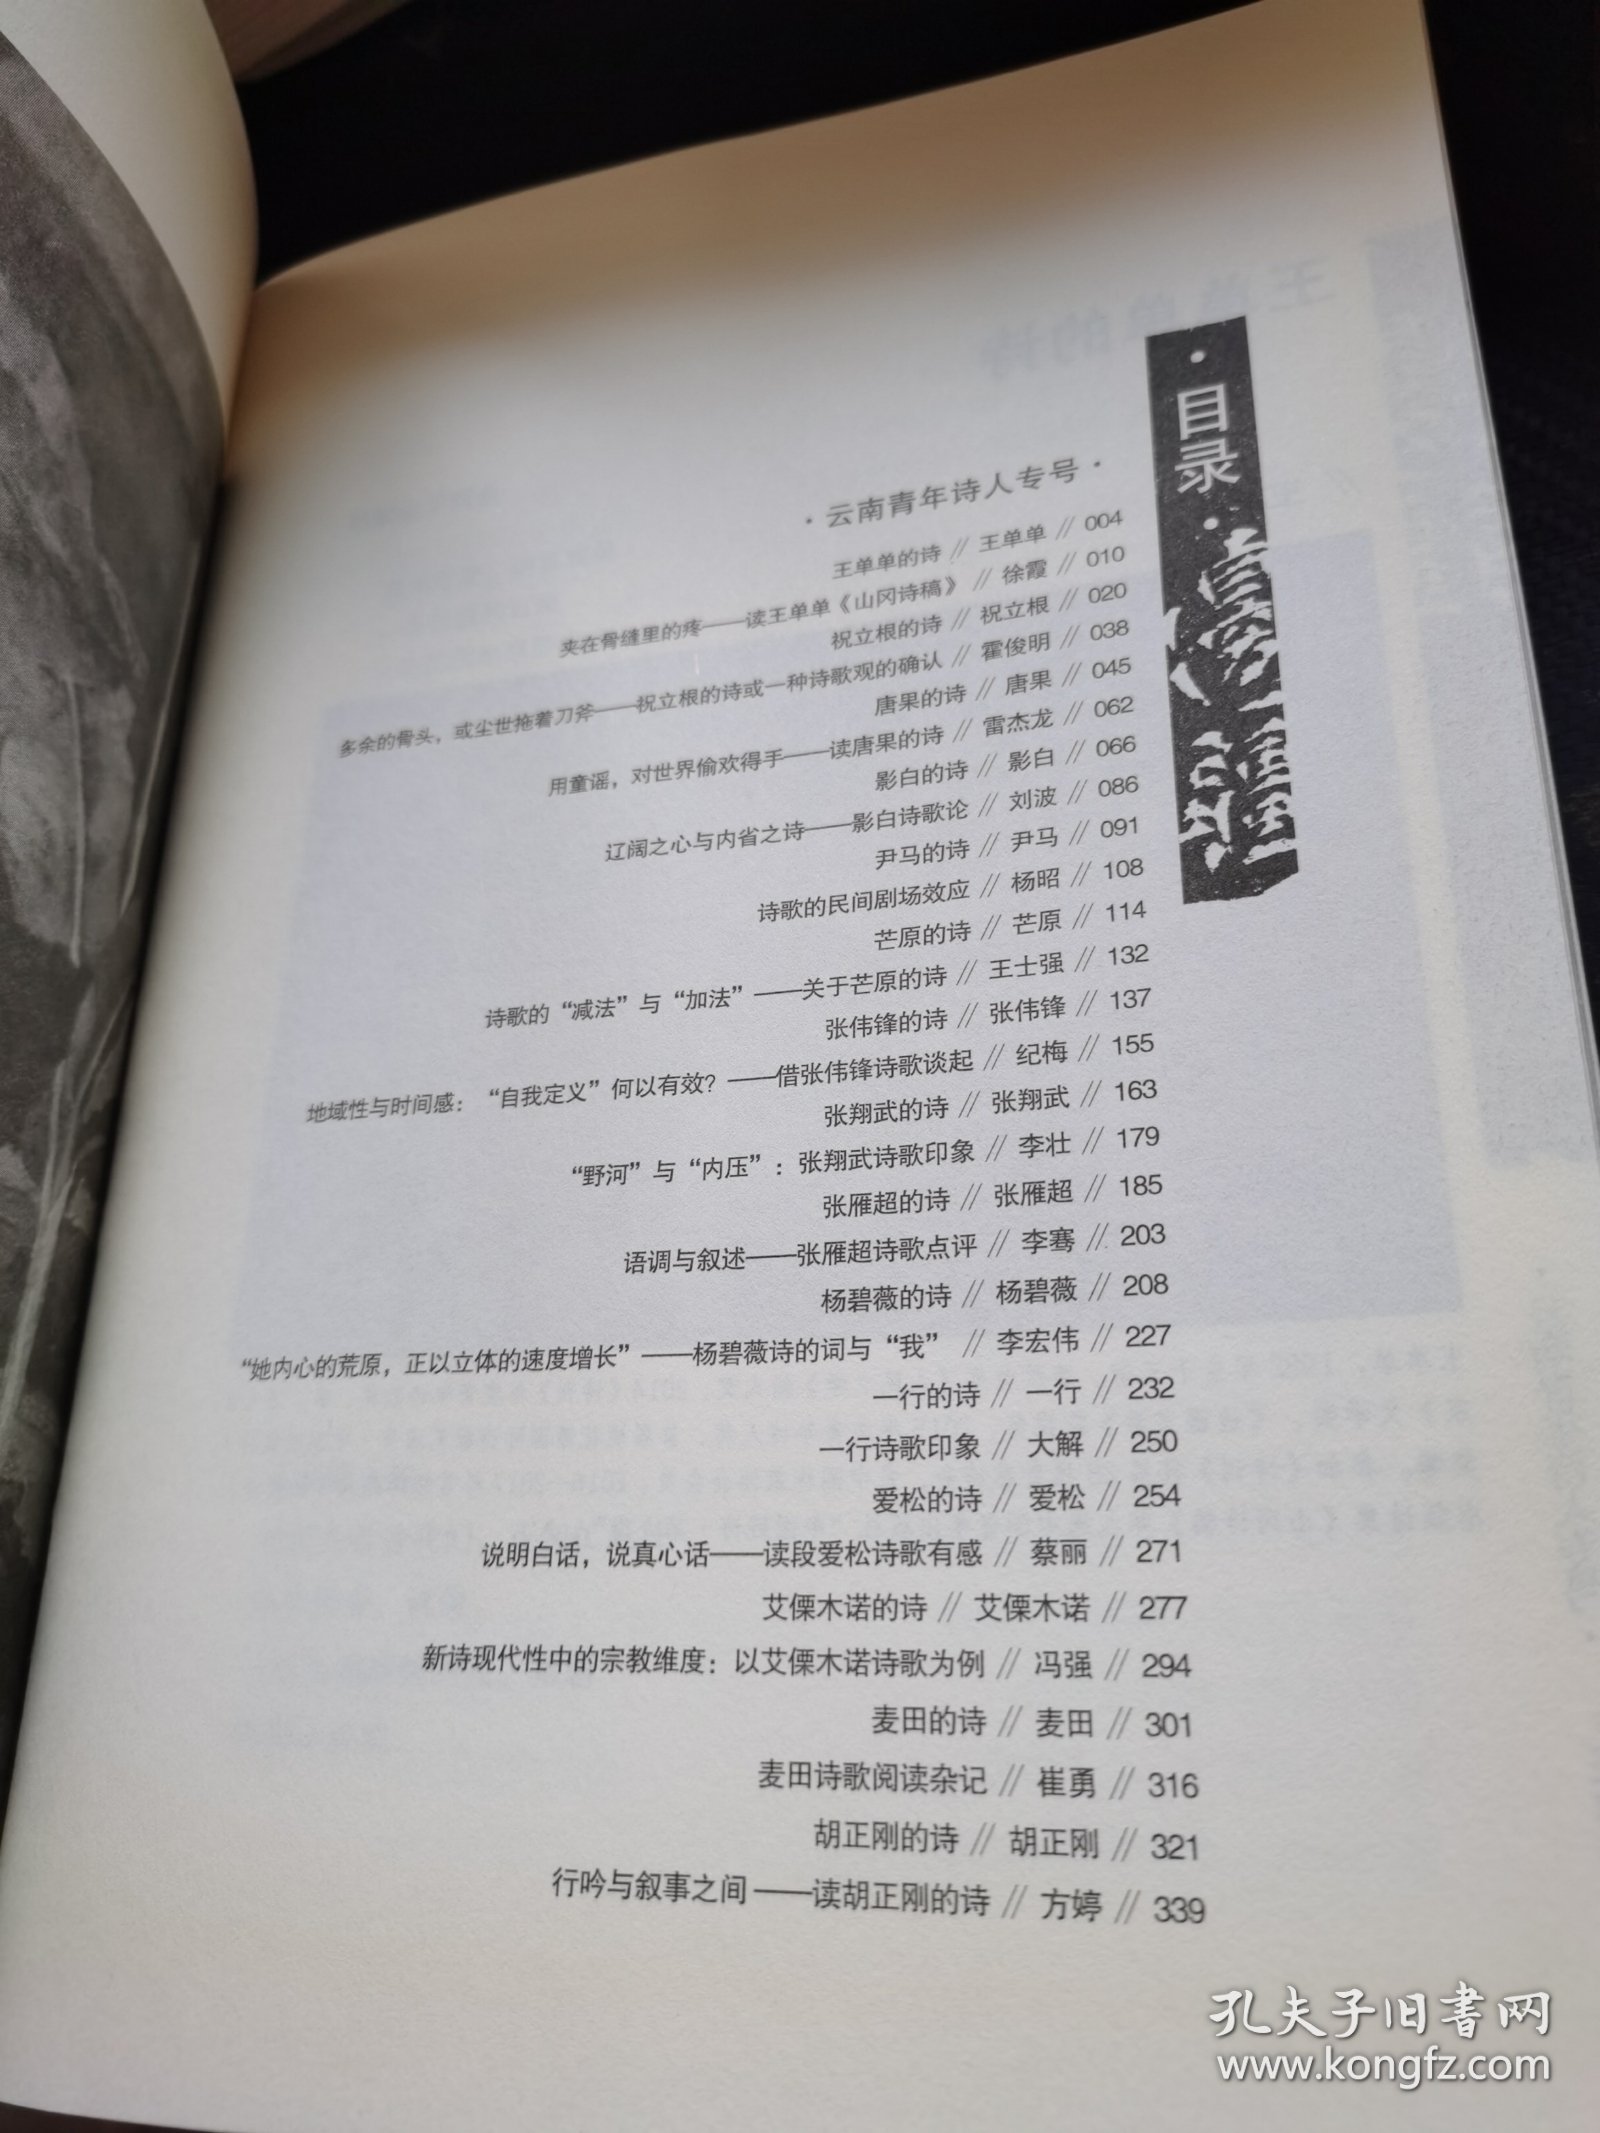 ·目录·
·云南青年诗人专号·
王单单的诗 // 王单单 // 004
夹在骨缝里的疼——读王单单《山冈诗稿》 // 徐霞 // 010
祝立根的诗 // 祝立根 // 020
多余的骨头，或尘世拖着刀斧——祝立根的诗或一种诗歌观的确认 // 霍俊明 // 038
唐果的诗 // 唐果 // 045
用童谣，对世界偷欢得手——读唐果的诗 // 雷杰龙 // 062
影白的诗 // 影白 // 066
辽阔之心与内省之诗——影白诗歌论 // 刘波 // 086
尹马的诗 // 尹马 // 091
诗歌的民间剧场效应 // 杨昭 // 108
芒原的诗 // 芒原 // 114
诗歌的“减法”与“加法”——关于芒原的诗 // 王士强 // 132
张伟锋的诗 // 张伟锋 // 137
地域性与时间感：“自我定义”何以有效？——借张伟锋诗歌谈起 // 纪梅 // 155
张翔武的诗 // 张翔武 // 163
“野河”与“内压”：张翔武诗歌印象 // 李壮 // 179
张雁超的诗 // 张雁超 // 185
语调与叙述——张雁超诗歌点评 // 李骞 // 203
杨碧薇的诗 // 杨碧薇 // 208
“她内心的荒原，正以立体的速度增长”——杨碧薇诗的词与“我” // 李宏伟 // 227
一行的诗 // 一行 // 232
一行诗歌印象 // 大解 // 250
爱松的诗 // 爱松 // 254
说明白话，说真心话——读段爱松诗歌有感 // 蔡丽 // 271
艾傈木诺的诗 // 艾傈木诺 // 277
新诗现代性中的宗教维度：以艾傈木诺诗歌为例 // 冯强 // 294
麦田的诗 // 麦田 // 301
麦田诗歌阅读杂记 // 崔勇 // 316
胡正刚的诗 // 胡正刚 // 321
行吟与叙事之间——读胡正刚的诗 // 方婷 // 339
孔夫子旧书网
www.kongfz.com